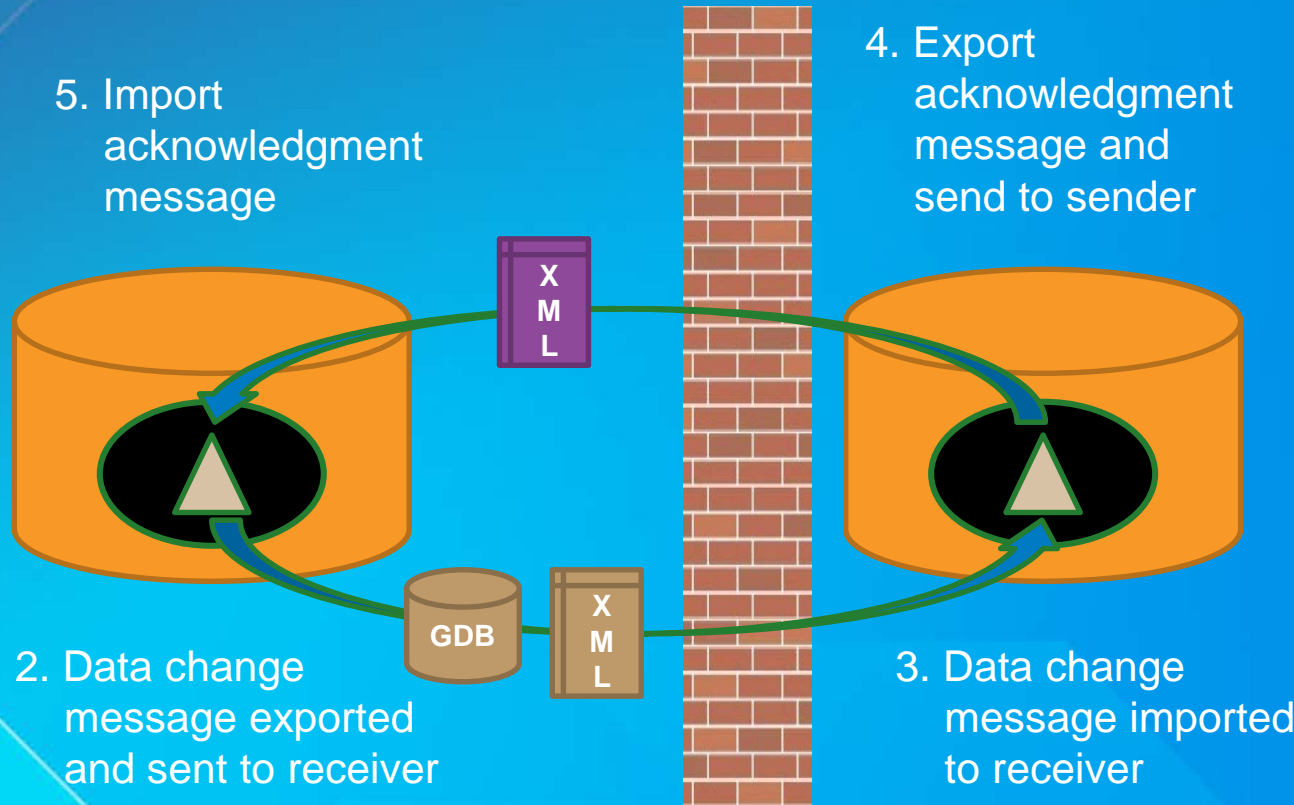 5. Import
acknowledgment
message
4. Export
acknowledgment
message and
send to sender
X
M
L
GDB
X
M
L
2. Data change
message exported
and sent to receiver
3. Data change
message imported
to receiver